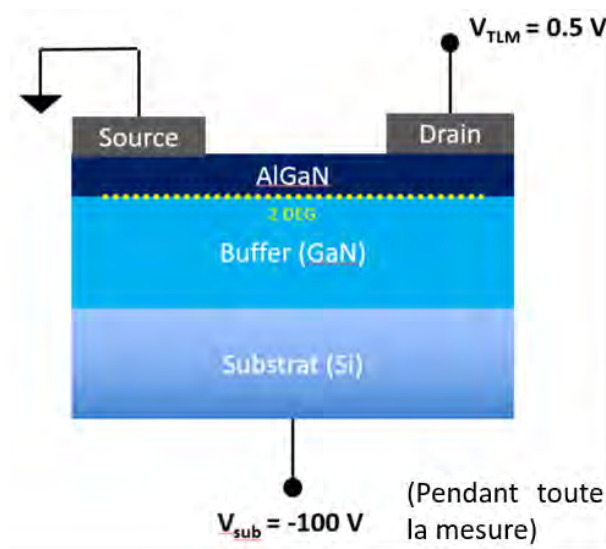 V_TLM = 0.5 V
Source
Drain
AlGaN
2 DEG
Buffer (GaN)
Substrat (Si)
V_sub = -100 V
(Pendant toute
la mesure)